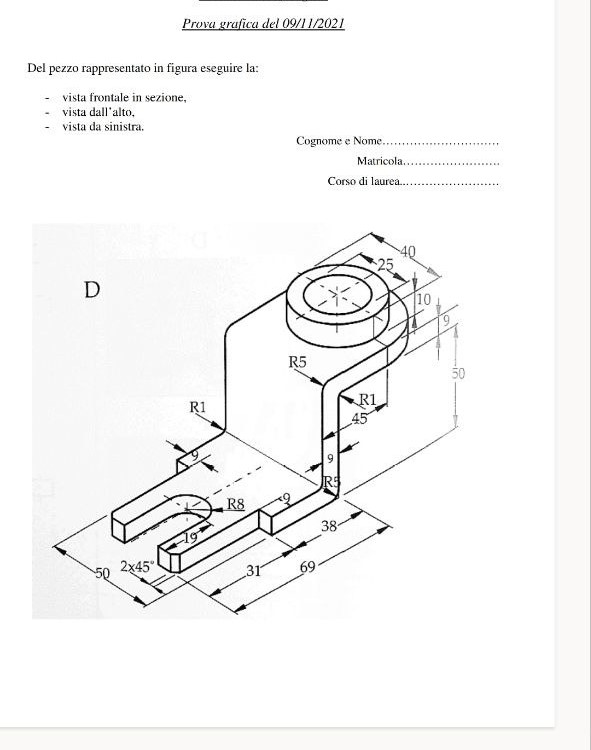 Prova grafica del 09/11/2021
Del pezzo rappresentato in figura eseguire la:
- vista frontale in sezione,
- vista dall'alto,
- vista da sinistra.
Cognome e Nome..............................
Matricola.........................
Corso di laurea.........................
D
40
25
10
9
R5
50
R1
R1
45
9
9
R5
R8
9
38
19
2x45°
50
31
69